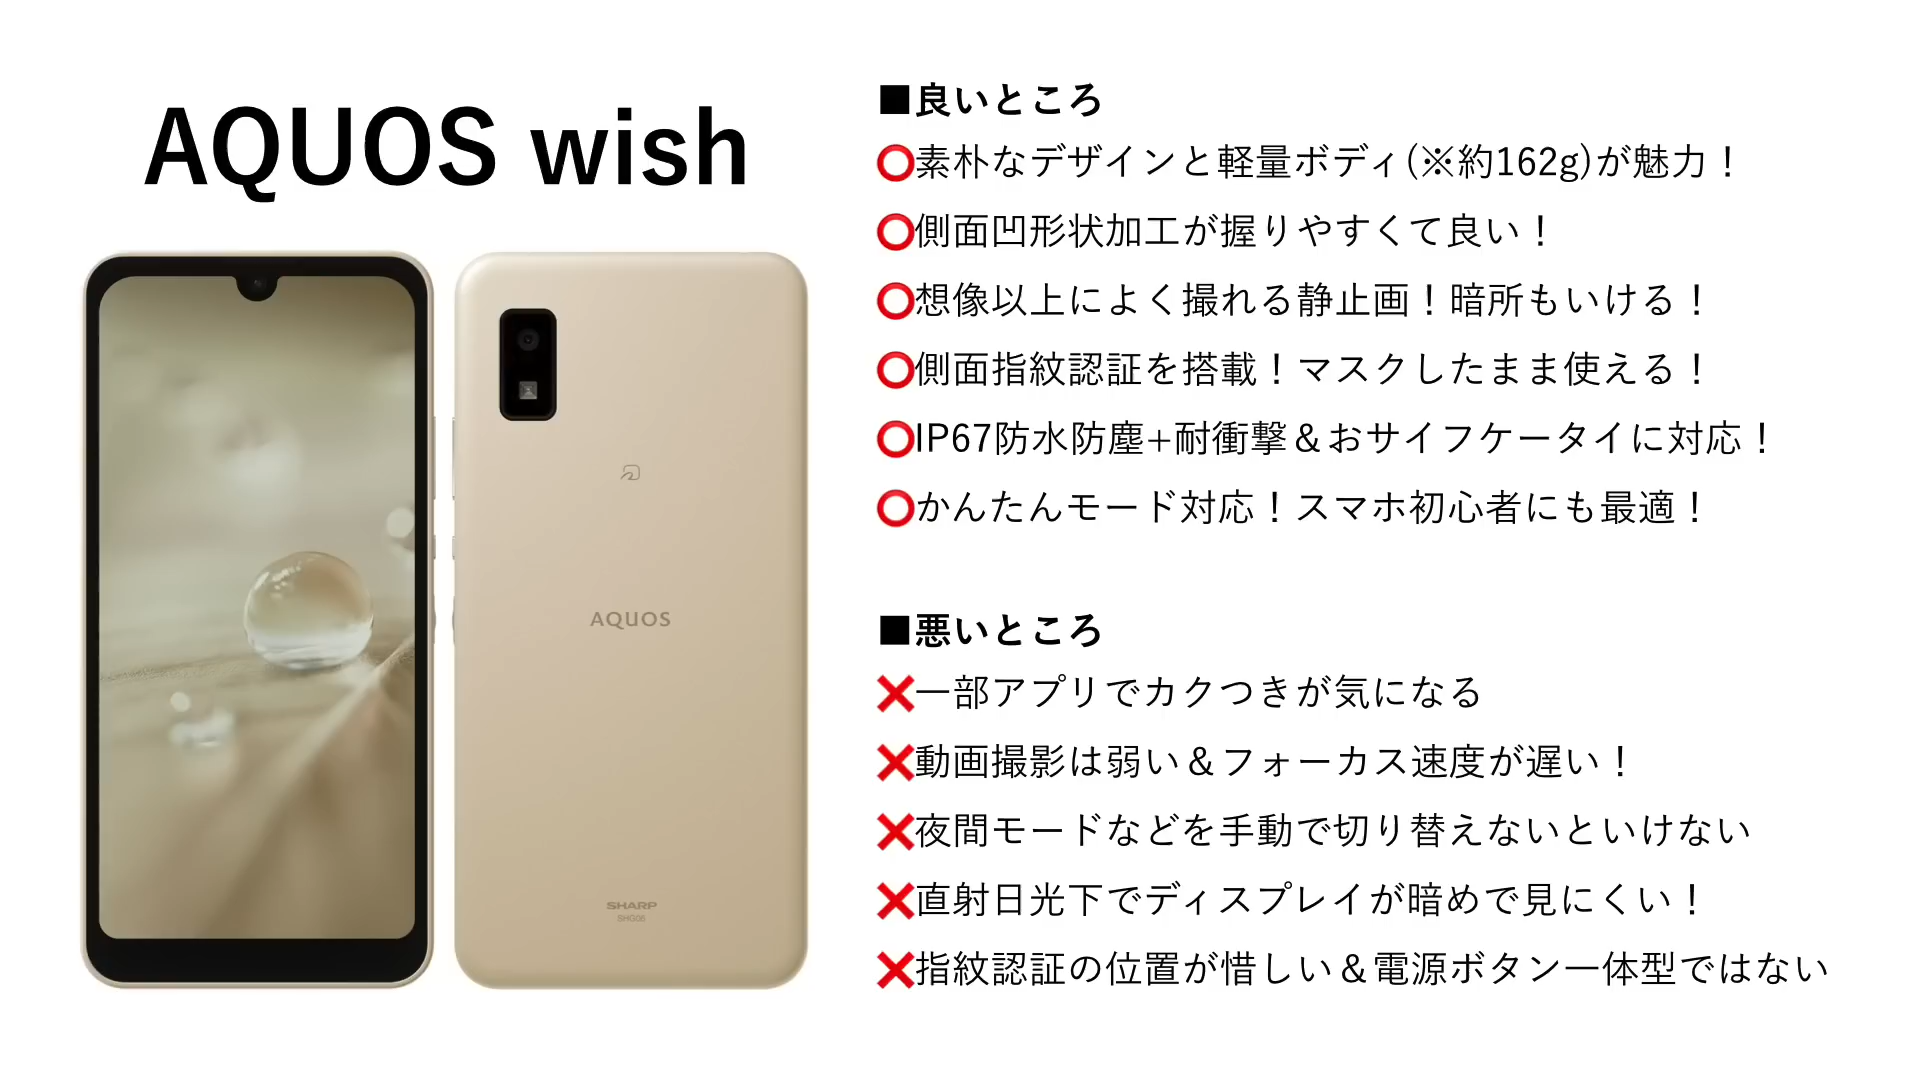 AQUOS wish
AQUOS
SHARP
SHG06
■良いところ
⭕素朴なデザインと軽量ボディ(※約162g)が魅力！
⭕側面凹形状加工が握りやすくて良い！
⭕想像以上によく撮れる静止画！暗所もいける！
⭕側面指紋認証を搭載！マスクしたまま使える！
⭕IP67防水防塵+耐衝撃＆おサイフケータイに対応！
⭕かんたんモード対応！スマホ初心者にも最適！
■悪いところ
❌一部アプリでカクつきが気になる
❌動画撮影は弱い＆フォーカス速度が遅い！
❌夜間モードなどを手動で切り替えないといけない
❌直射日光下でディスプレイが暗めで見にくい！
❌指紋認証の位置が惜しい＆電源ボタン一体型ではない